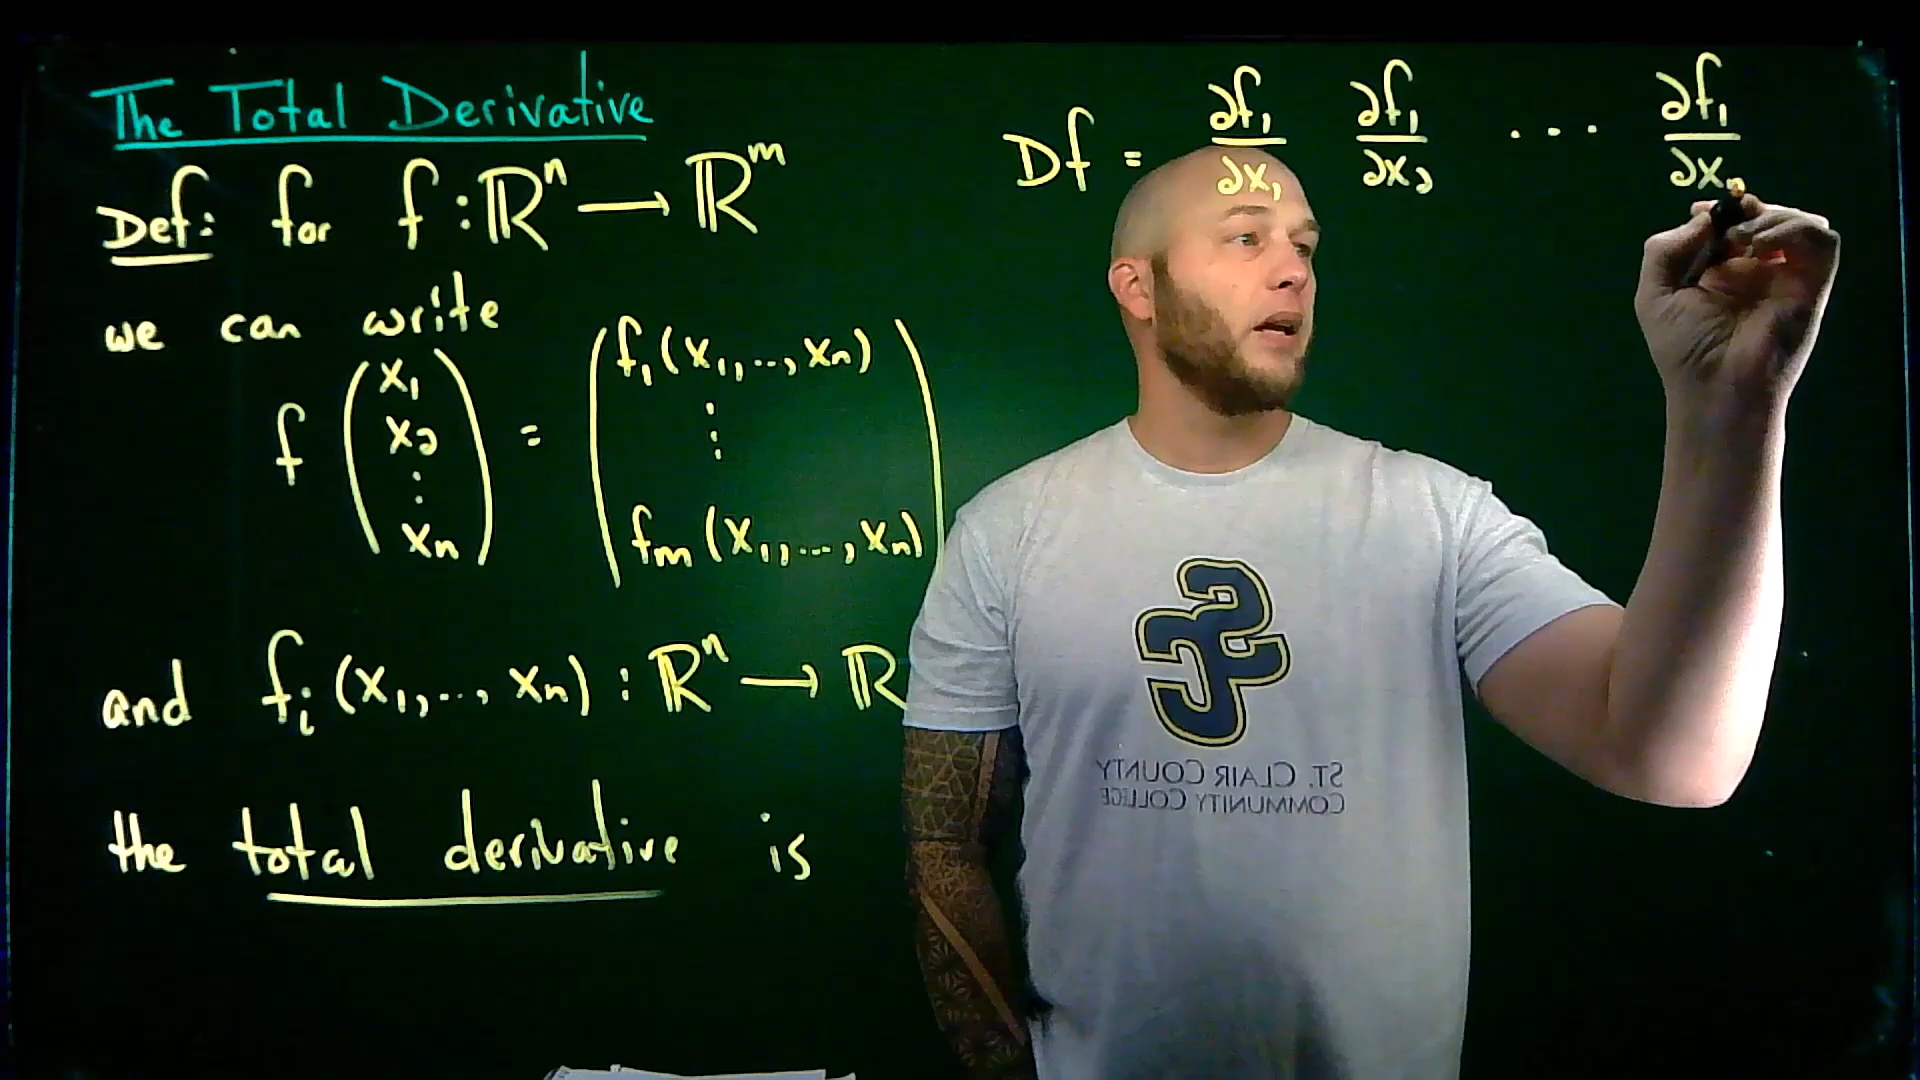 The Total Derivative
Def: for f : ℝⁿ → ℝᵐ
we can write
f (x₁ x₂ ⋮ xₙ) = (f₁(x₁,...,xₙ) ⋮ fₘ(x₁,...,xₙ))
and fᵢ(x₁,...,xₙ) : ℝⁿ → ℝ
the total derivative is
Df = ∂f₁/∂x₁ ∂f₁/∂x₂ ... ∂f₁/∂xₙ
ST. CLAIR COUNTY
COMMUNITY COLLEGE